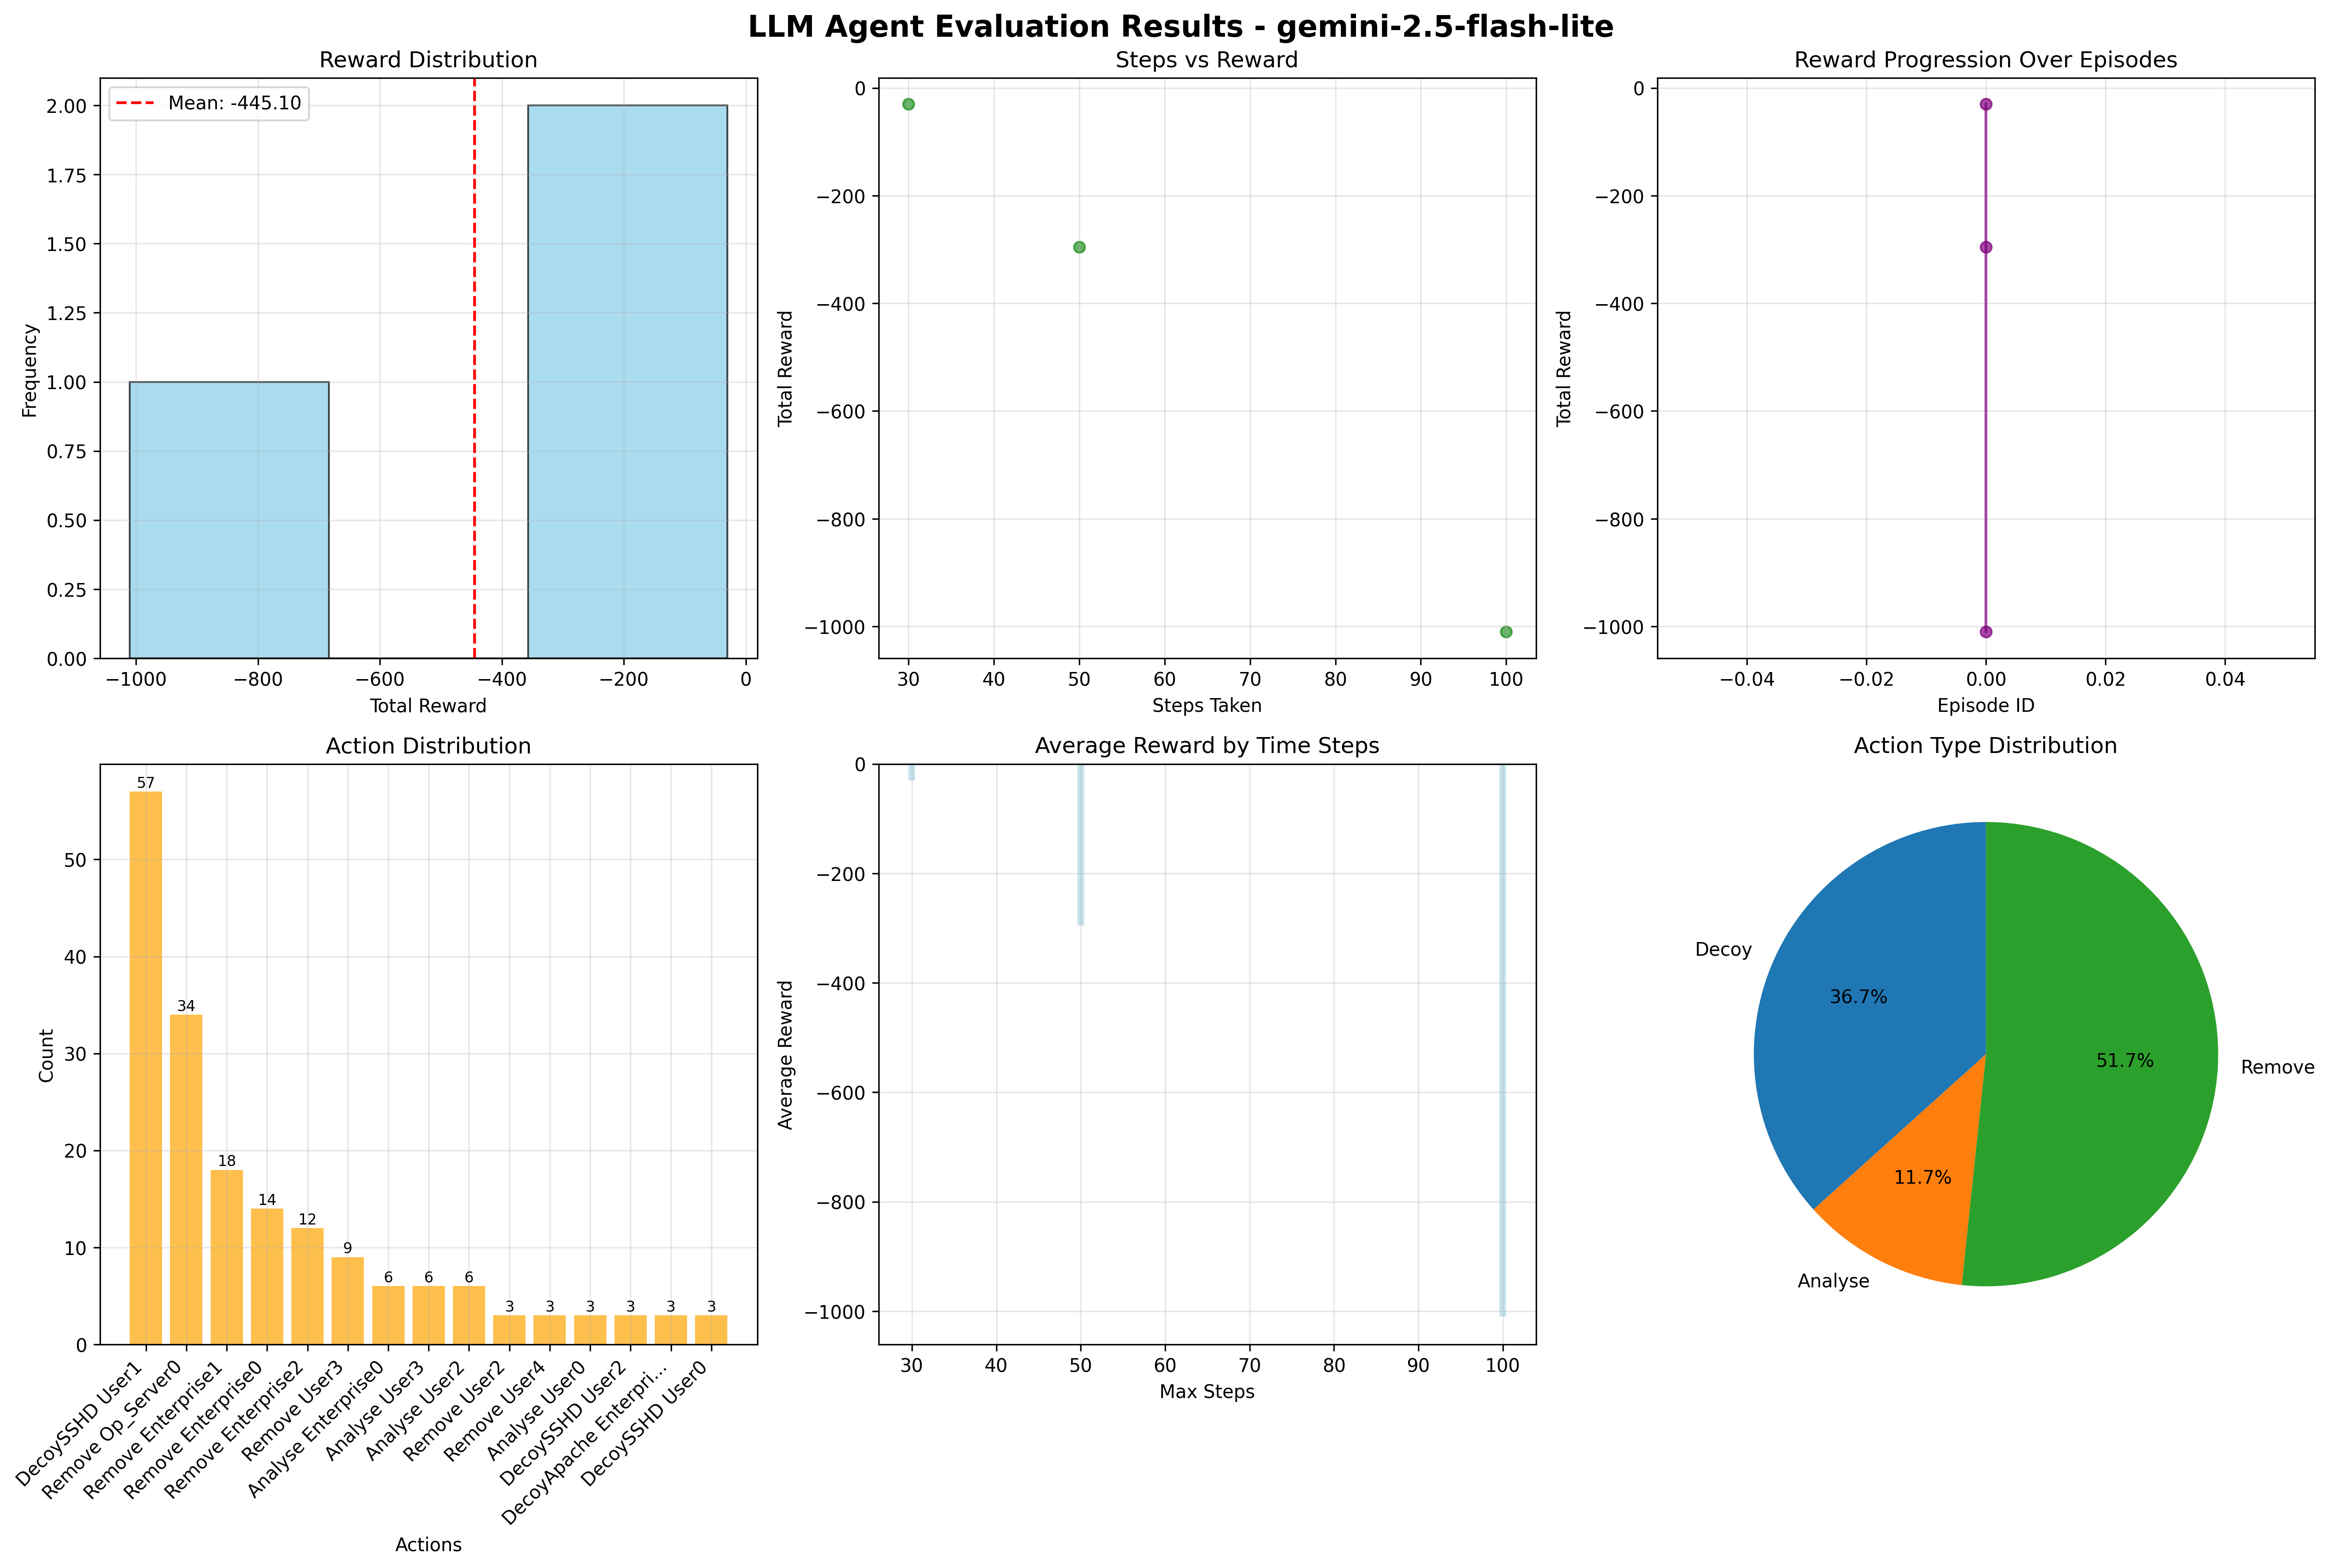 LLM Agent Evaluation Results - gemini-2.5-flash-lite
Reward Distribution
Mean: -445.10
2.00
1.75
1.50
1.25
1.00
0.75
0.50
0.25
0.00
Frequency
−1000
−800
−600
−400
−200
0
Total Reward
Steps vs Reward
0
−200
−400
−600
−800
−1000
Total Reward
30
40
50
60
70
80
90
100
Steps Taken
Reward Progression Over Episodes
0
−200
−400
−600
−800
−1000
Total Reward
−0.04
−0.02
0.00
0.02
0.04
Episode ID
Action Distribution
50
40
30
20
10
0
Count
57
34
18
14
12
9
6
6
6
3
3
3
3
3
3
DecoySSHD User1
Remove Op_Server0
Remove Enterprise1
Remove Enterprise0
Remove Enterprise2
Remove User3
Analyse Enterprise0
Analyse User3
Analyse User2
Remove User2
Remove User4
Analyse User0
DecoySSHD User2
DecoyApache Enterpri...
DecoySSHD User0
Actions
Average Reward by Time Steps
0
−200
−400
−600
−800
−1000
Average Reward
30
40
50
60
70
80
90
100
Max Steps
Action Type Distribution
Decoy
36.7%
Analyse
11.7%
Remove
51.7%